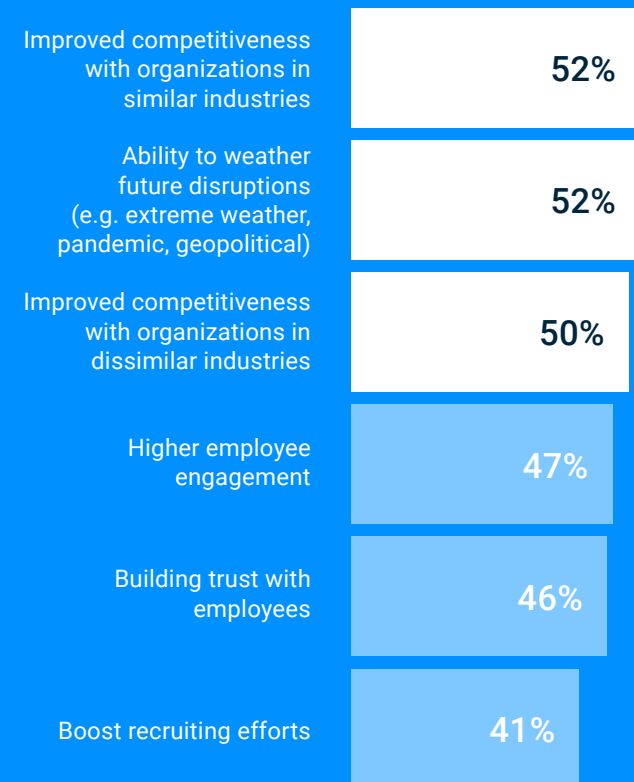 Improved competitiveness
with organizations in
similar industries
52%
Ability to weather
future disruptions
(e.g. extreme weather,
pandemic, geopolitical)
52%
Improved competitiveness
with organizations in
dissimilar industries
50%
Higher employee
engagement
47%
Building trust with
employees
46%
Boost recruiting efforts
41%